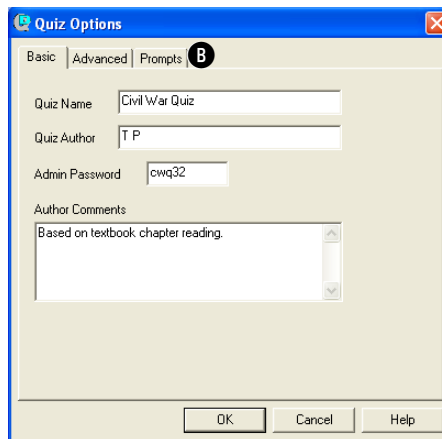 Quiz Options
Basic Advanced Prompts B
Quiz Name Civil War Quiz
Quiz Author T P
Admin Password cwq32
Author Comments
Based on textbook chapter reading.
OK Cancel Help